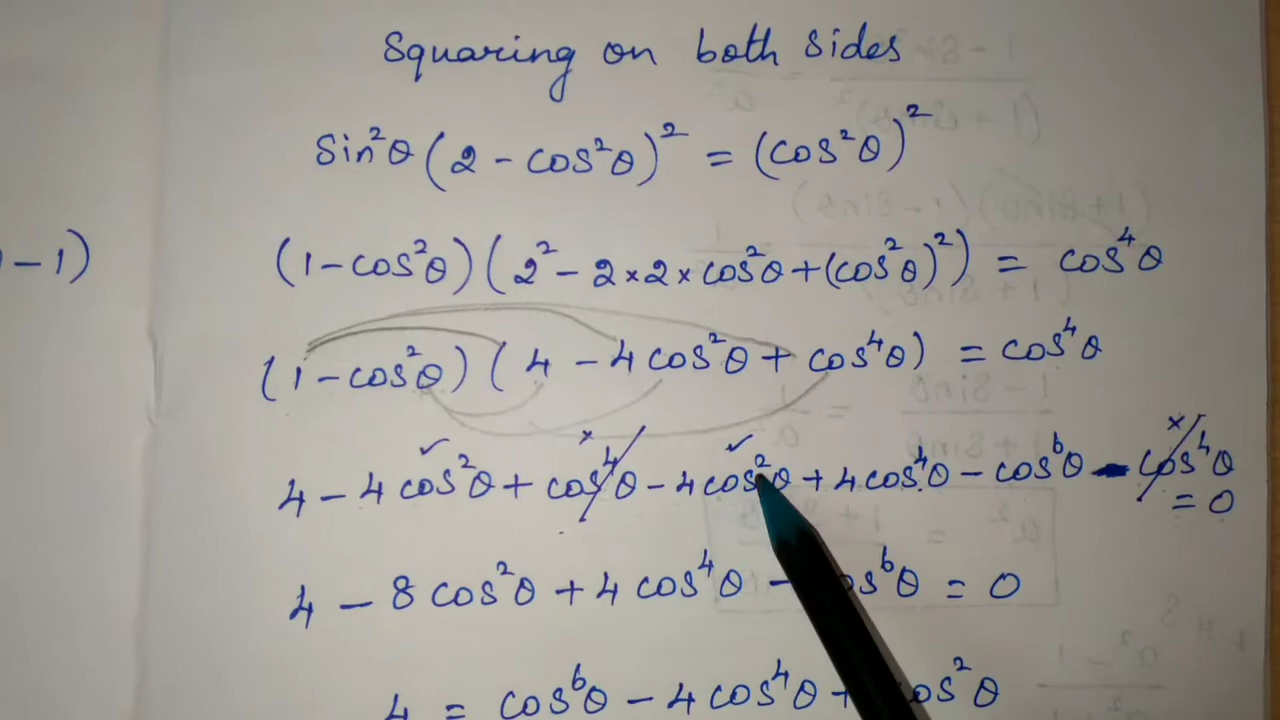 Squaring on both sides
Sin²θ (2 - cos²θ)² = (cos²θ)²
-1)
(1-cos²θ)(2² - 2×2×cos²θ+(cos²θ)²) = cos⁴θ
(1-cos²θ)(4 - 4cos²θ + cos⁴θ) = cos⁴θ
4 - 4cos²θ + cos⁴θ - 4cos²θ + 4cos⁴θ - cos⁶θ - cos⁴θ
= 0
4 - 8cos²θ + 4cos⁴θ - cos⁶θ = 0
4 = cos⁶θ - 4cos⁴θ + cos²θ